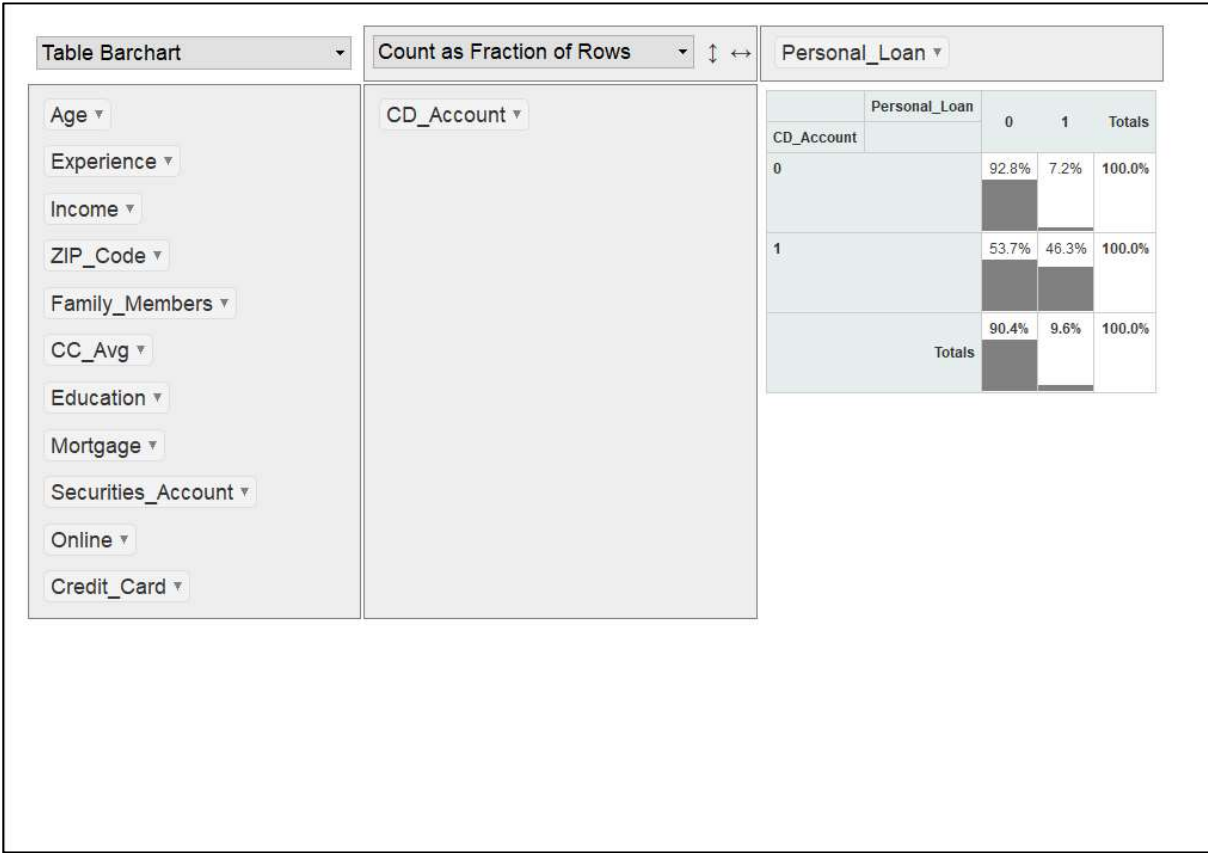 Table Barchart
Count as Fraction of Rows ↕ ↔
Personal_Loan
Age
Experience
Income
ZIP_Code
Family_Members
CC_Avg
Education
Mortgage
Securities_Account
Online
Credit_Card
CD_Account
Personal_Loan 0 1 Totals
CD_Account
0 92.8% 7.2% 100.0%
1 53.7% 46.3% 100.0%
Totals 90.4% 9.6% 100.0%